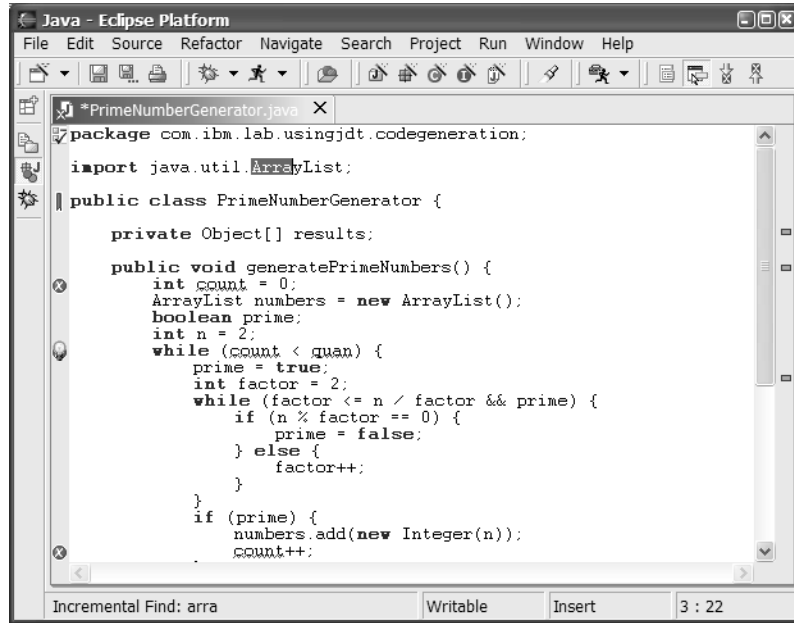 Java - Eclipse Platform
File Edit Source Refactor Navigate Search Project Run Window Help
*PrimeNumberGenerator.java
package com.ibm.lab.usingjdt.codegeneration;
import java.util.ArrayList;
public class PrimeNumberGenerator {
private Object[] results;
public void generatePrimeNumbers() {
int count = 0;
ArrayList numbers = new ArrayList();
boolean prime;
int n = 2;
while (count < quan) {
prime = true;
int factor = 2;
while (factor <= n / factor && prime) {
if (n % factor == 0) {
prime = false;
} else {
factor++;
}
}
if (prime) {
numbers.add(new Integer(n));
count++;
Incremental Find: arra Writable Insert 3 : 22